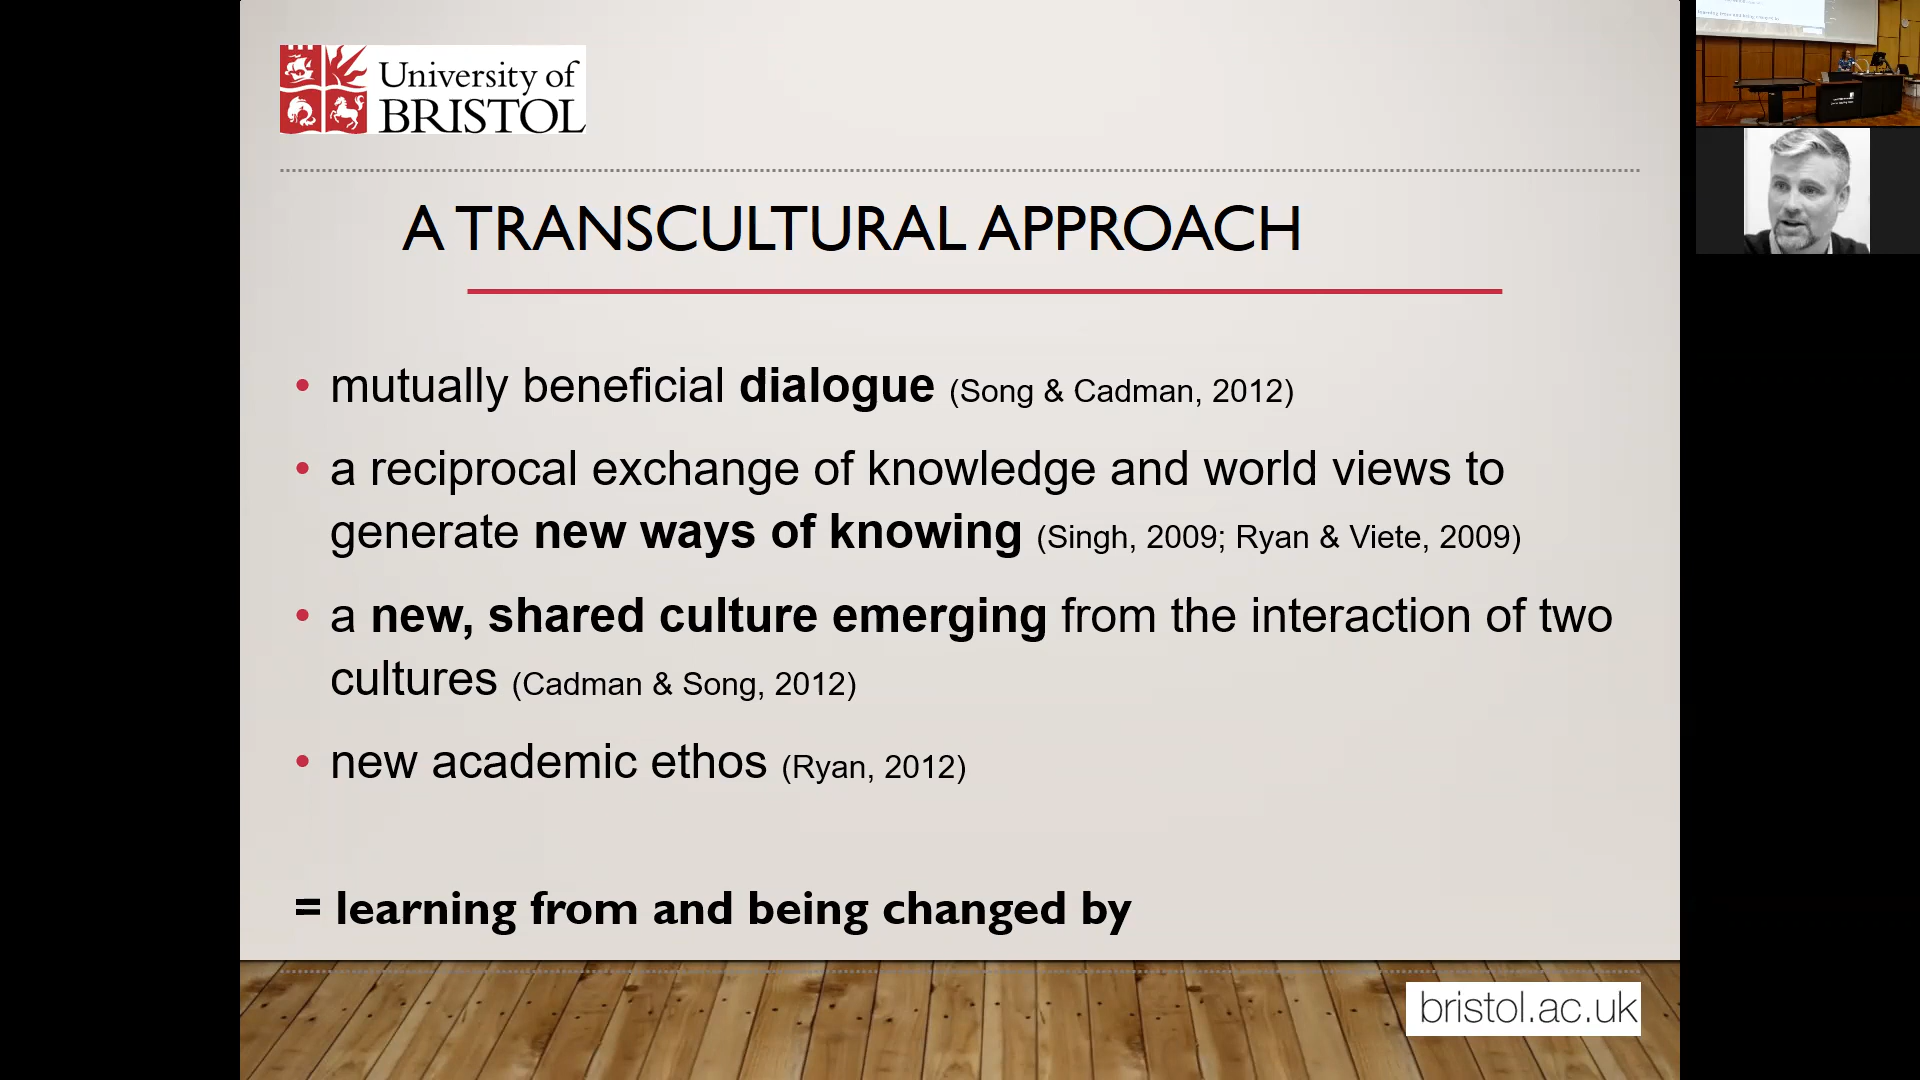 University of
BRISTOL
A TRANSCULTURAL APPROACH
• mutually beneficial dialogue (Song & Cadman, 2012)
• a reciprocal exchange of knowledge and world views to
generate new ways of knowing (Singh, 2009; Ryan & Viete, 2009)
• a new, shared culture emerging from the interaction of two
cultures (Cadman & Song, 2012)
• new academic ethos (Ryan, 2012)
= learning from and being changed by
bristol.ac.uk